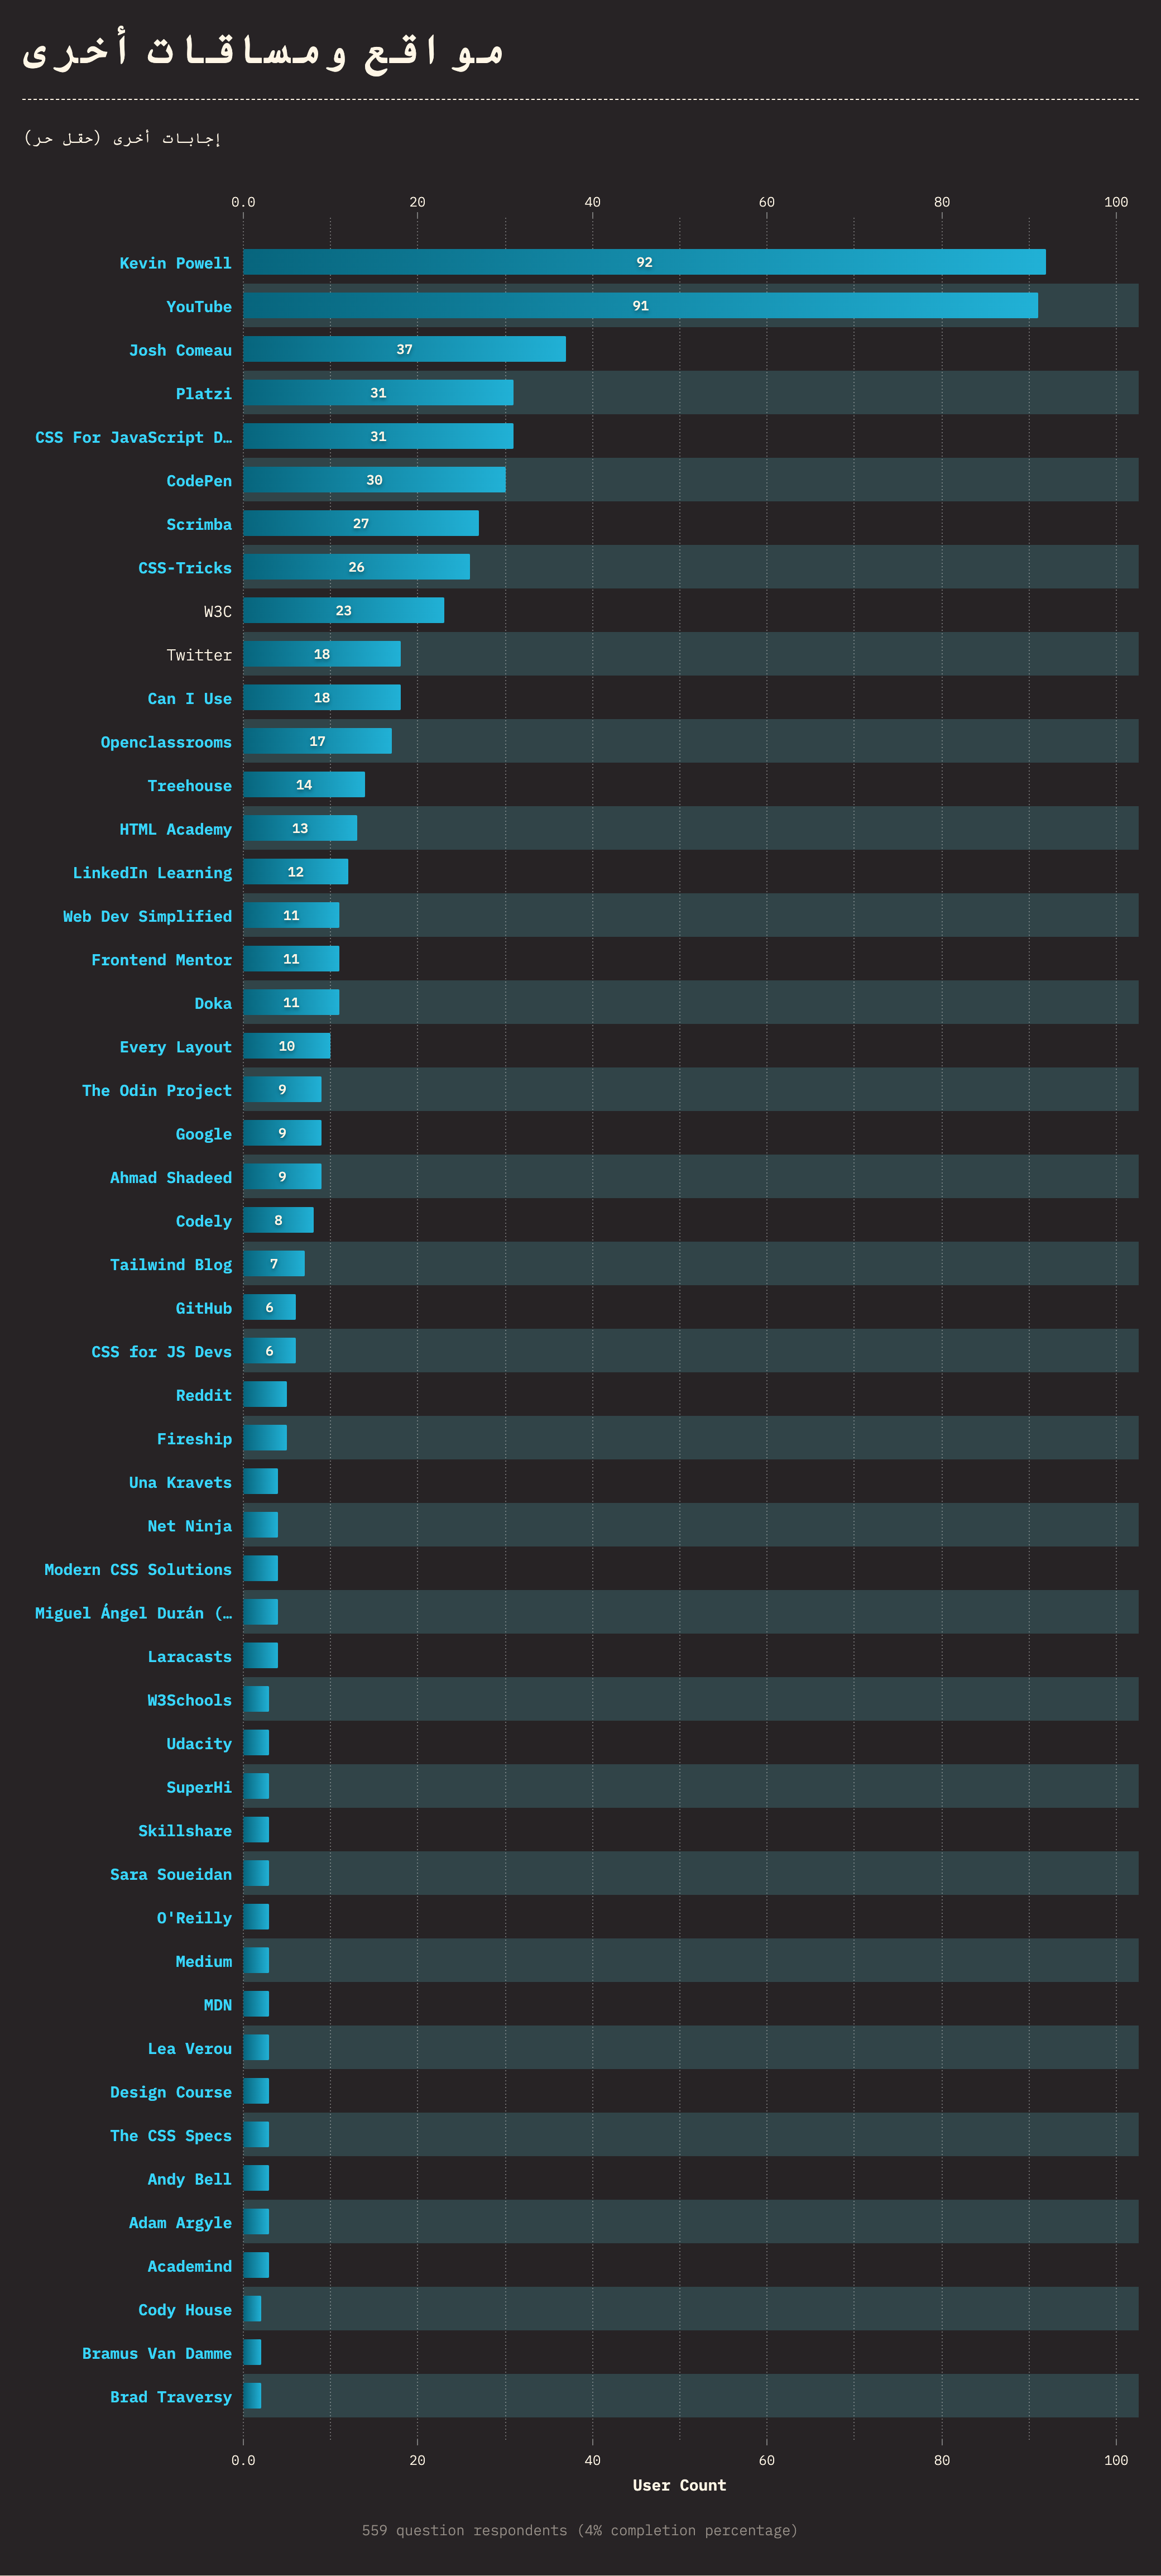 مواقع ومساقات أخرى
إجابات أخرى (حقل حر)
0.0 20 40 60 80 100
Kevin Powell 92
YouTube 91
Josh Comeau 37
Platzi 31
CSS For JavaScript D… 31
CodePen 30
Scrimba 27
CSS-Tricks 26
W3C 23
Twitter 18
Can I Use 18
Openclassrooms 17
Treehouse 14
HTML Academy 13
LinkedIn Learning 12
Web Dev Simplified 11
Frontend Mentor 11
Doka 11
Every Layout 10
The Odin Project 9
Google 9
Ahmad Shadeed 9
Codely 8
Tailwind Blog 7
GitHub 6
CSS for JS Devs 6
Reddit
Fireship
Una Kravets
Net Ninja
Modern CSS Solutions
Miguel Ángel Durán (…
Laracasts
W3Schools
Udacity
SuperHi
Skillshare
Sara Soueidan
O'Reilly
Medium
MDN
Lea Verou
Design Course
The CSS Specs
Andy Bell
Adam Argyle
Academind
Cody House
Bramus Van Damme
Brad Traversy
0.0 20 40 60 80 100
User Count
559 question respondents (4% completion percentage)